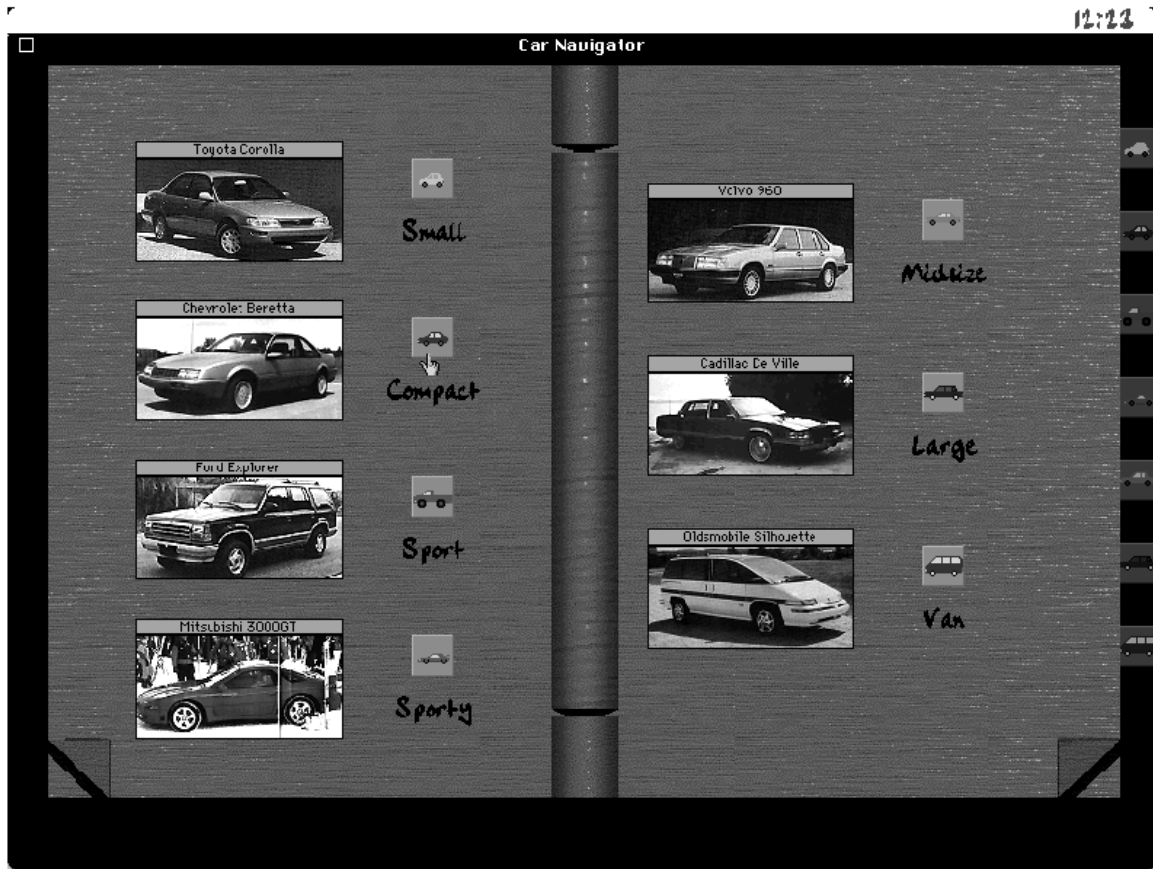 12:23
Car Navigator
Toyota Corolla
Small
Chevrolet Beretta
Compact
Ford Explorer
Sport
Mitsubishi 3000GT
Sporty
Volvo 960
Midsize
Cadillac De Ville
Large
Oldsmobile Silhouette
Van